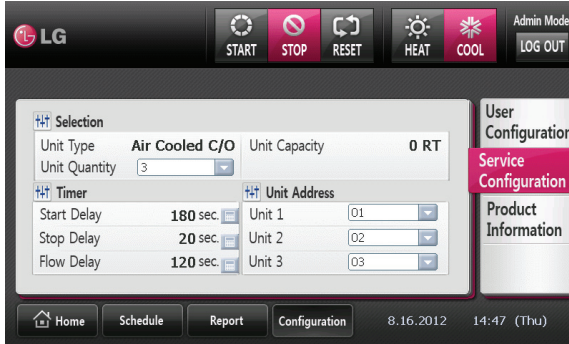 LG
START STOP RESET HEAT COOL
Admin Mode
LOG OUT
Selection
Unit Type Air Cooled C/O Unit Capacity 0 RT
Unit Quantity 3
Timer Unit Address
Start Delay 180 sec. Unit 1 01
Stop Delay 20 sec. Unit 2 02
Flow Delay 120 sec. Unit 3 03
User
Configuration
Service
Configuration
Product
Information
Home Schedule Report Configuration 8.16.2012 14:47 (Thu)